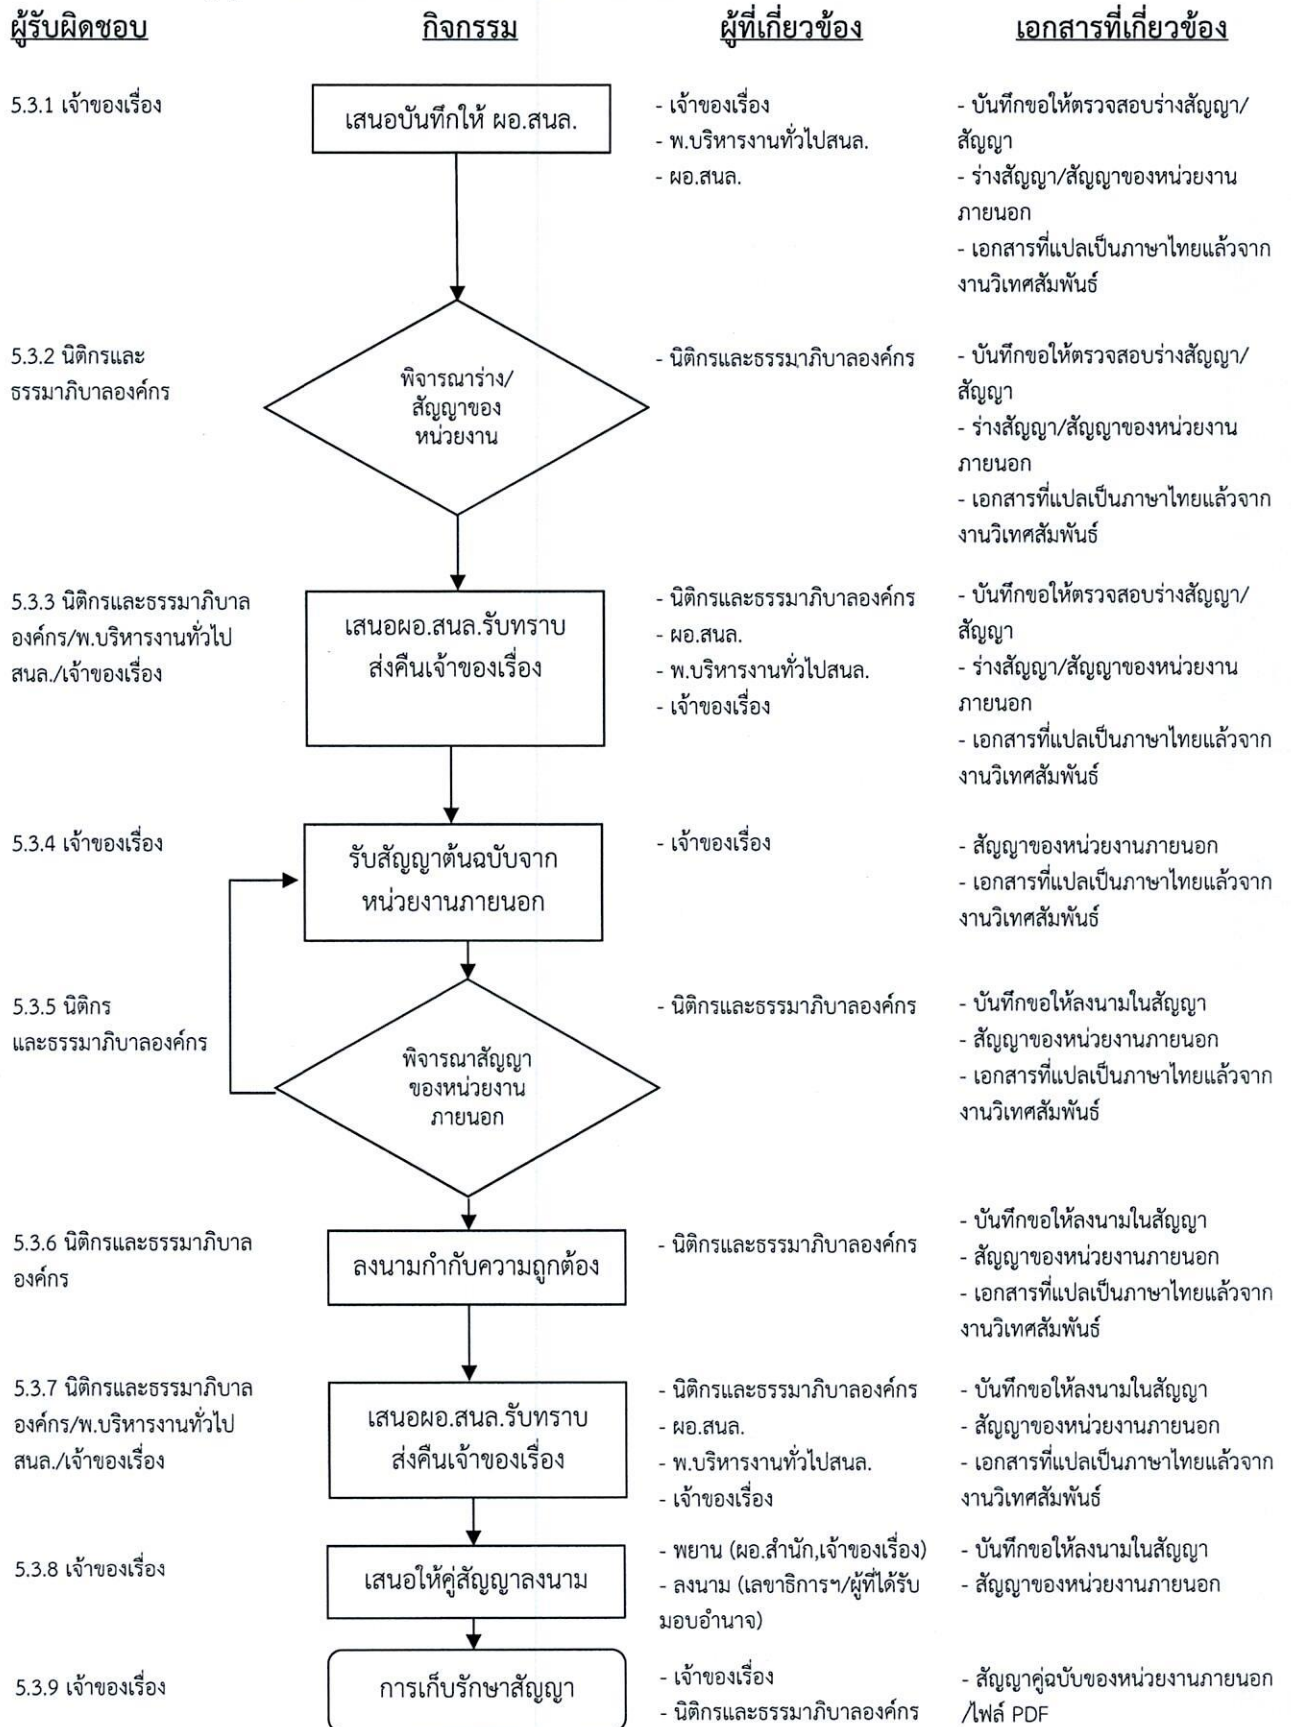 ผู้รับผิดชอบ
กิจกรรม
ผู้ที่เกี่ยวข้อง
เอกสารที่เกี่ยวข้อง
5.3.1 เจ้าของเรื่อง
เสนอบันทึกให้ ผอ.สนล.
- เจ้าของเรื่อง
- พ.บริหารงานทั่วไปสนล.
- ผอ.สนล.
- บันทึกขอให้ตรวจสอบร่างสัญญา/
สัญญา
- ร่างสัญญา/สัญญาของหน่วยงาน
ภายนอก
- เอกสารที่แปลเป็นภาษาไทยแล้วจาก
งานวิเทศสัมพันธ์
5.3.2 นิติกรและ
ธรรมาภิบาลองค์กร
พิจารณาร่าง/
สัญญาของ
หน่วยงาน
- นิติกรและธรรมาภิบาลองค์กร
- บันทึกขอให้ตรวจสอบร่างสัญญา/
สัญญา
- ร่างสัญญา/สัญญาของหน่วยงาน
ภายนอก
- เอกสารที่แปลเป็นภาษาไทยแล้วจาก
งานวิเทศสัมพันธ์
5.3.3 นิติกรและธรรมาภิบาล
องค์กร/พ.บริหารงานทั่วไป
สนล./เจ้าของเรื่อง
เสนอผอ.สนล.รับทราบ
ส่งคืนเจ้าของเรื่อง
- นิติกรและธรรมาภิบาลองค์กร
- ผอ.สนล.
- พ.บริหารงานทั่วไปสนล.
- เจ้าของเรื่อง
- บันทึกขอให้ตรวจสอบร่างสัญญา/
สัญญา
- ร่างสัญญา/สัญญาของหน่วยงาน
ภายนอก
- เอกสารที่แปลเป็นภาษาไทยแล้วจาก
งานวิเทศสัมพันธ์
5.3.4 เจ้าของเรื่อง
รับสัญญาต้นฉบับจาก
หน่วยงานภายนอก
- เจ้าของเรื่อง
- สัญญาของหน่วยงานภายนอก
- เอกสารที่แปลเป็นภาษาไทยแล้วจาก
งานวิเทศสัมพันธ์
5.3.5 นิติกร
และธรรมาภิบาลองค์กร
พิจารณาสัญญา
ของหน่วยงาน
ภายนอก
- นิติกรและธรรมาภิบาลองค์กร
- บันทึกขอให้ลงนามในสัญญา
- สัญญาของหน่วยงานภายนอก
- เอกสารที่แปลเป็นภาษาไทยแล้วจาก
งานวิเทศสัมพันธ์
5.3.6 นิติกรและธรรมาภิบาล
องค์กร
ลงนามกำกับความถูกต้อง
- นิติกรและธรรมาภิบาลองค์กร
- บันทึกขอให้ลงนามในสัญญา
- สัญญาของหน่วยงานภายนอก
- เอกสารที่แปลเป็นภาษาไทยแล้วจาก
งานวิเทศสัมพันธ์
5.3.7 นิติกรและธรรมาภิบาล
องค์กร/พ.บริหารงานทั่วไป
สนล./เจ้าของเรื่อง
เสนอผอ.สนล.รับทราบ
ส่งคืนเจ้าของเรื่อง
- นิติกรและธรรมาภิบาลองค์กร
- ผอ.สนล.
- พ.บริหารงานทั่วไปสนล.
- เจ้าของเรื่อง
- บันทึกขอให้ลงนามในสัญญา
- สัญญาของหน่วยงานภายนอก
- เอกสารที่แปลเป็นภาษาไทยแล้วจาก
งานวิเทศสัมพันธ์
5.3.8 เจ้าของเรื่อง
เสนอให้คู่สัญญาลงนาม
- พยาน (ผอ.สำนัก,เจ้าของเรื่อง)
- ลงนาม (เลขาธิการฯ/ผู้ที่ได้รับ
มอบอำนาจ)
- บันทึกขอให้ลงนามในสัญญา
- สัญญาของหน่วยงานภายนอก
5.3.9 เจ้าของเรื่อง
การเก็บรักษาสัญญา
- เจ้าของเรื่อง
- นิติกรและธรรมาภิบาลองค์กร
- สัญญาคู่ฉบับของหน่วยงานภายนอก
/ไฟล์ PDF